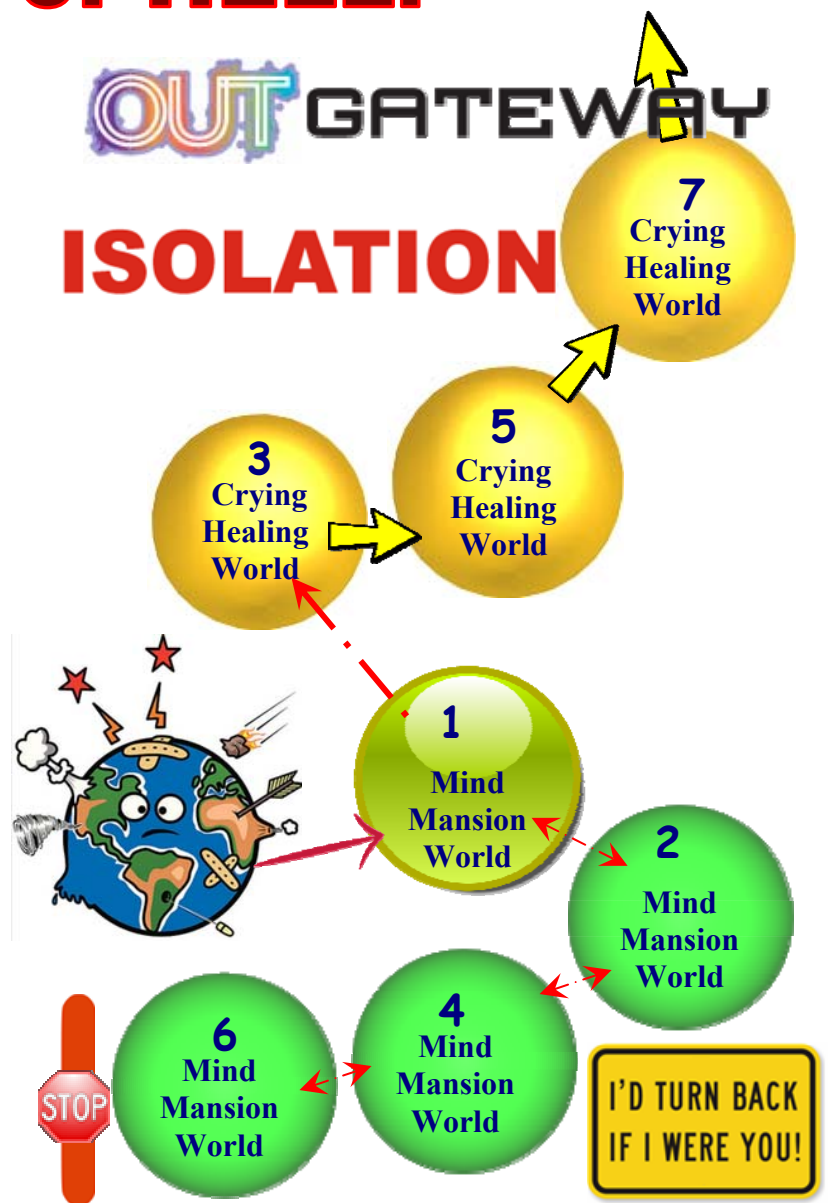 OUT GATEWAY
7
Crying
Healing
World
ISOLATION
5
Crying
Healing
World
3
Crying
Healing
World
1
Mind
Mansion
World
2
Mind
Mansion
World
4
Mind
Mansion
World
6
Mind
Mansion
World
STOP
I'D TURN BACK
IF I WERE YOU!